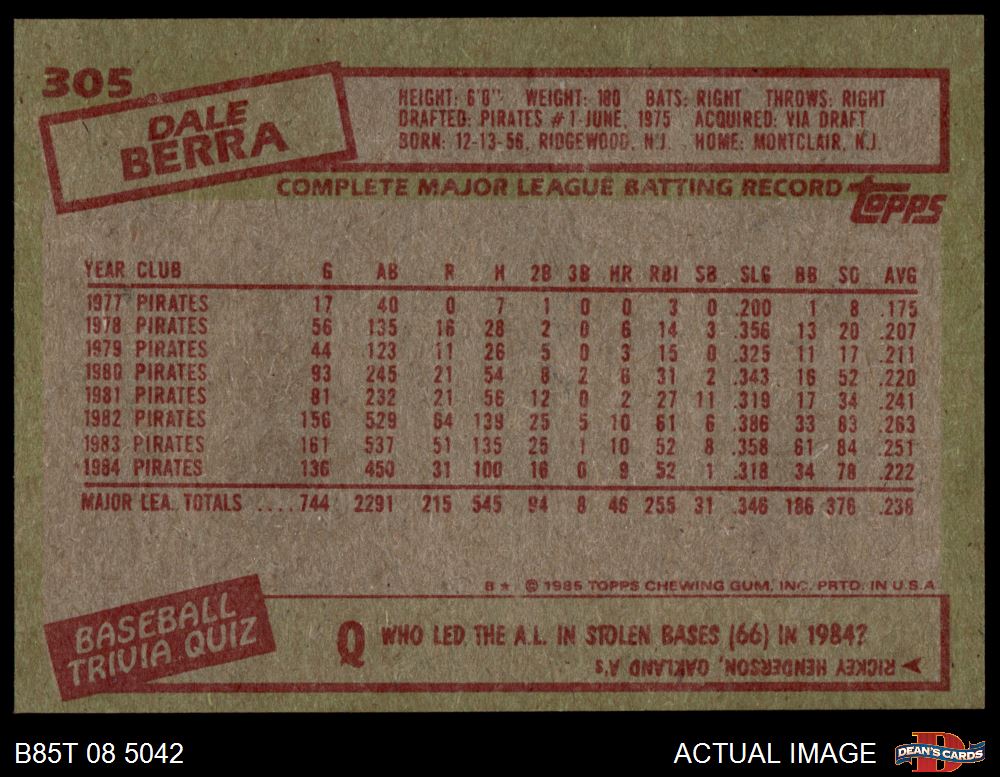 305
DALE
BERRA
HEIGHT: 6'0" WEIGHT: 180 BATS: RIGHT THROWS: RIGHT
DRAFTED: PIRATES #1-JUNE, 1975 ACQUIRED: VIA DRAFT
BORN: 12-13-56, RIDGEWOOD, N.J. HOME: MONTCLAIR, N.J.
COMPLETE MAJOR LEAGUE BATTING RECORD
topps
YEAR CLUB G AB R H 2B 3B HR RBI SB SLG BB SO AVG
1977 PIRATES 17 40 0 7 1 0 0 3 0 .200 1 8 .175
1978 PIRATES 56 135 16 28 2 0 6 14 3 .356 13 20 .207
1979 PIRATES 44 123 11 26 5 0 3 15 0 .325 11 17 .211
1980 PIRATES 93 245 21 54 8 2 6 31 2 .343 16 52 .220
1981 PIRATES 81 232 21 56 12 0 2 27 11 .319 17 34 .241
1982 PIRATES 156 529 64 139 25 5 10 61 6 .386 33 83 .263
1983 PIRATES 161 537 51 135 25 1 10 52 8 .358 61 84 .251
1984 PIRATES 136 450 31 100 16 0 9 52 1 .318 34 78 .222
MAJOR LEA. TOTALS ....744 2291 215 545 94 8 46 255 31 .346 186 376 .238
B★ © 1985 TOPPS CHEWING GUM, INC. PRTD. IN U.S.A.
BASEBALL
TRIVIA QUIZ
Q WHO LED THE A.L. IN STOLEN BASES (66) IN 1984?
RICKEY HENDERSON, OAKLAND A's
B85T 08 5042
ACTUAL IMAGE
DEAN'S CARDS